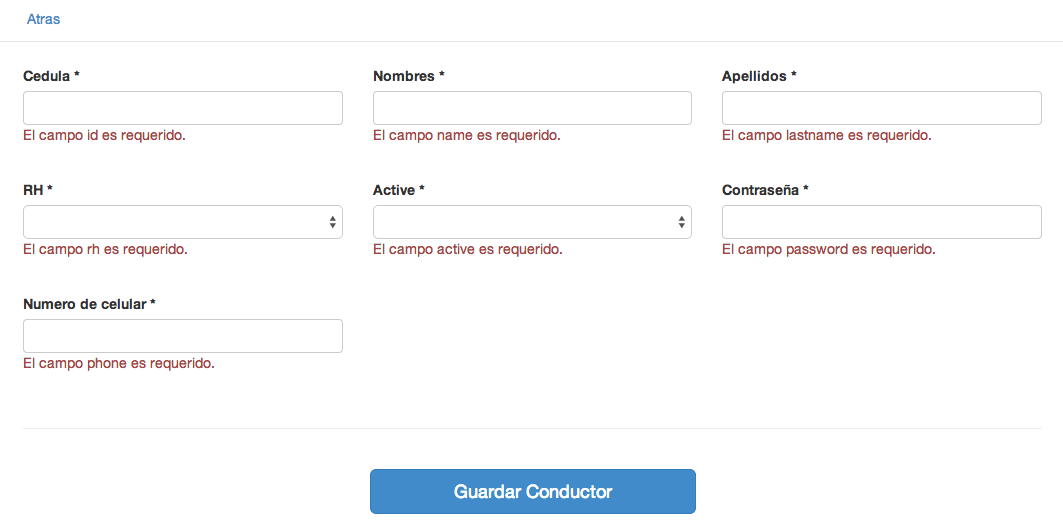 Atras
Cedula * Nombres * Apellidos *
El campo id es requerido. El campo name es requerido. El campo lastname es requerido.
RH * Active * Contraseña *
El campo rh es requerido. El campo active es requerido. El campo password es requerido.
Numero de celular *
El campo phone es requerido.
Guardar Conductor